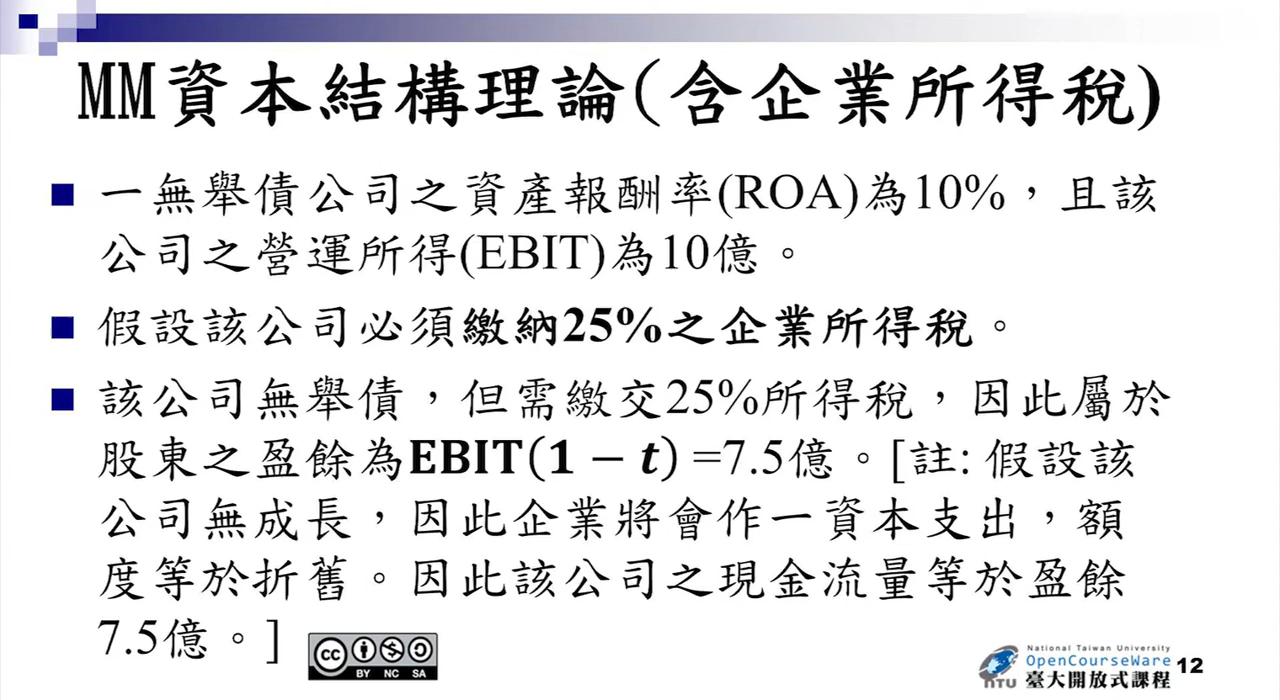 MM資本結構理論(含企業所得稅)
一無舉債公司之資產報酬率(ROA)為10%，且該
公司之營運所得(EBIT)為10億。
假設該公司必須繳納25%之企業所得稅。
該公司無舉債，但需繳交25%所得稅，因此屬於
股東之盈餘為EBIT(1 − t) =7.5億。[註: 假設該
公司無成長，因此企業將會作一資本支出，額
度等於折舊。因此該公司之現金流量等於盈餘
7.5億。]
cc BY NC SA
National Taiwan University
OpenCourseWare
NTU 臺大開放式課程
12